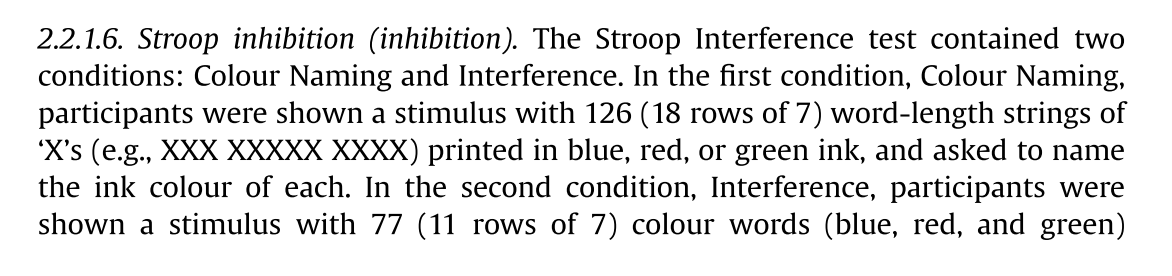 2.2.1.6. Stroop inhibition (inhibition). The Stroop Interference test contained two
conditions: Colour Naming and Interference. In the first condition, Colour Naming,
participants were shown a stimulus with 126 (18 rows of 7) word-length strings of
‘X’s (e.g., XXX XXXXX XXXX) printed in blue, red, or green ink, and asked to name
the ink colour of each. In the second condition, Interference, participants were
shown a stimulus with 77 (11 rows of 7) colour words (blue, red, and green)